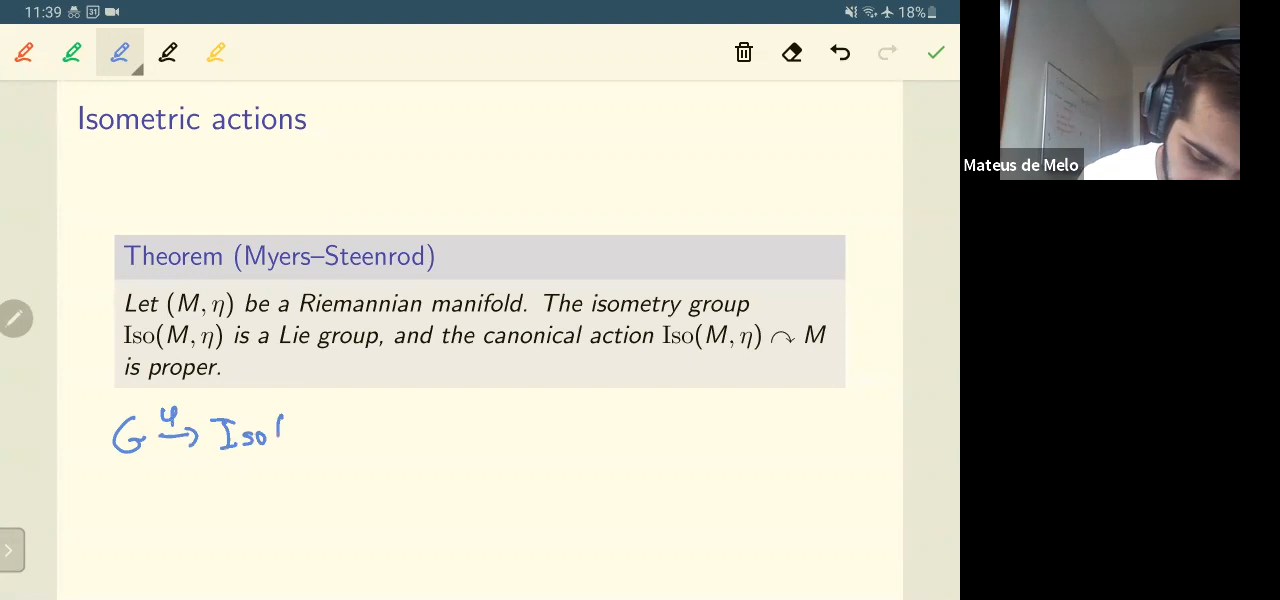 11:39 31 18%
Isometric actions
Theorem (Myers–Steenrod)
Let (M, η) be a Riemannian manifold. The isometry group
Iso(M, η) is a Lie group, and the canonical action Iso(M, η) ↷ M
is proper.
G →^φ Iso(
Mateus de Melo